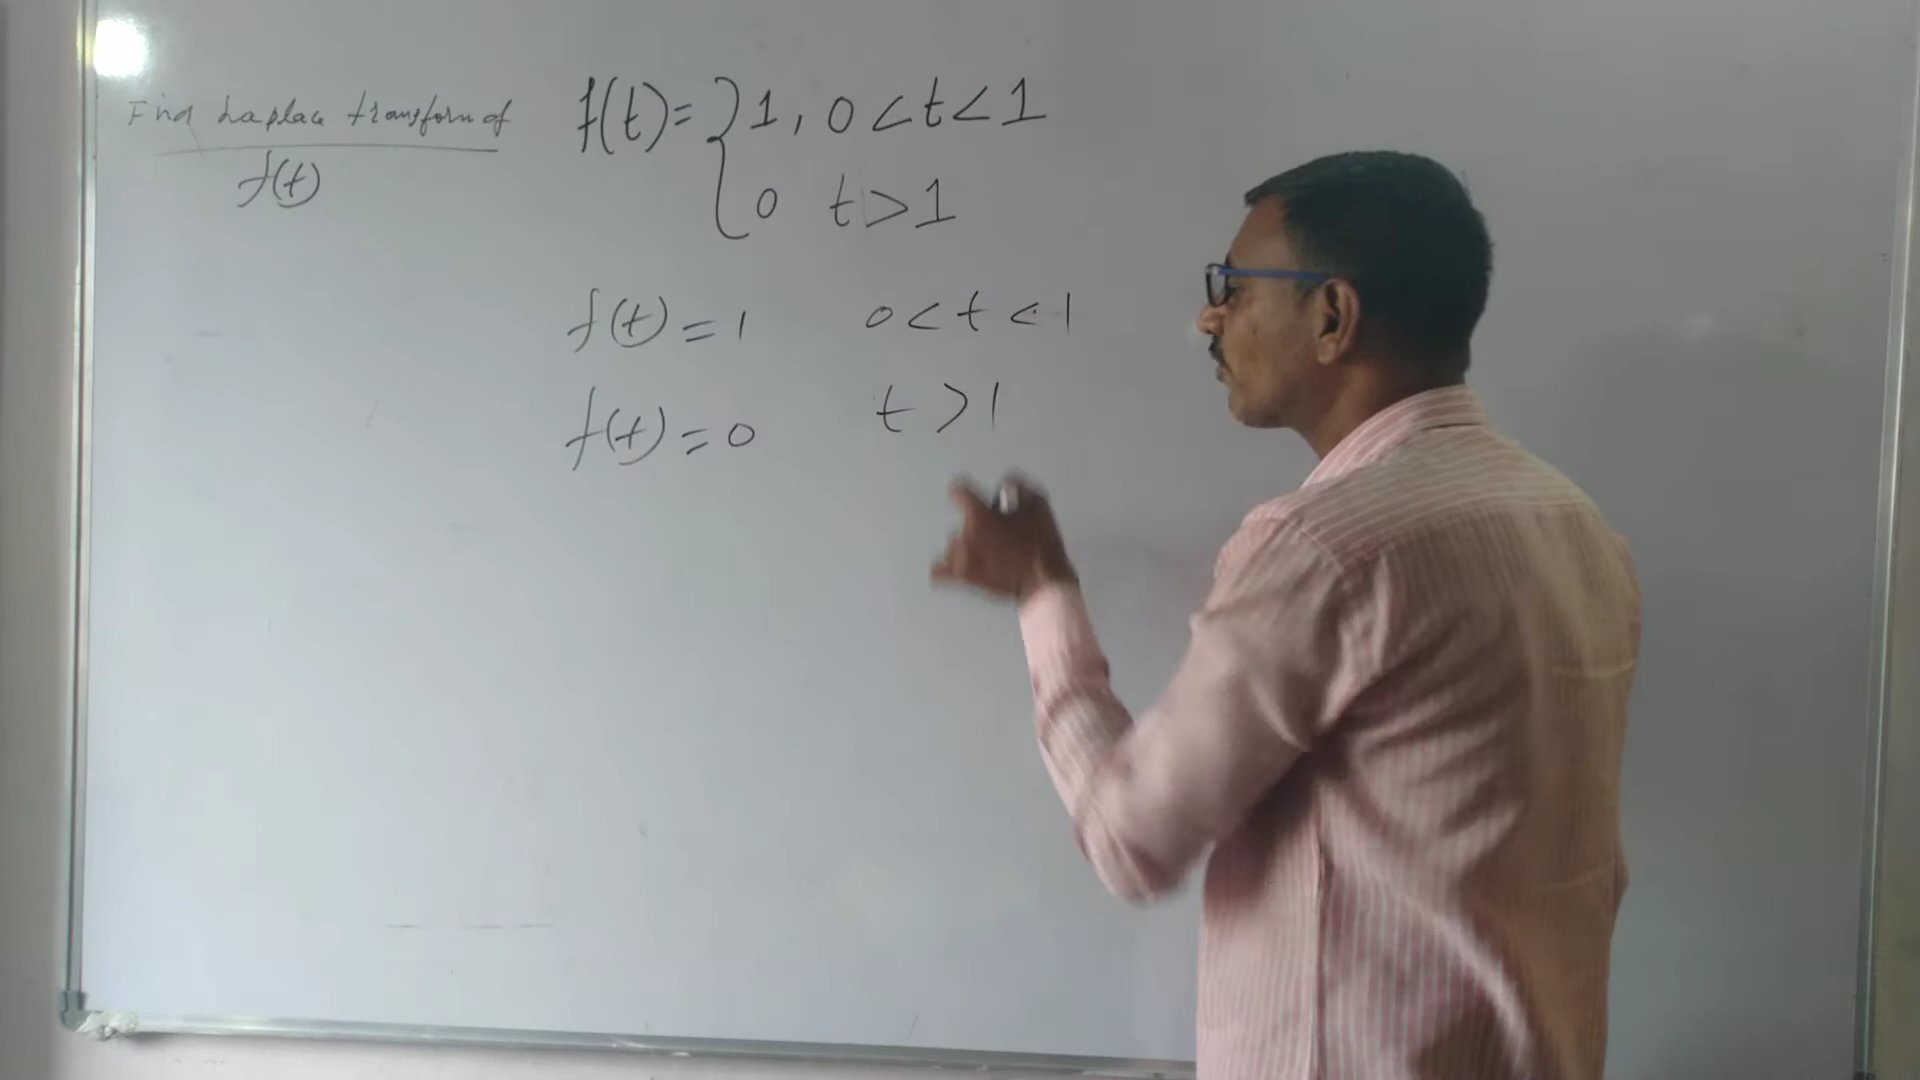 Find Laplace transform of
f(t)
f(t) = { 1, 0 < t < 1
0 t > 1
f(t) = 1 0 < t < 1
f(t) = 0 t > 1